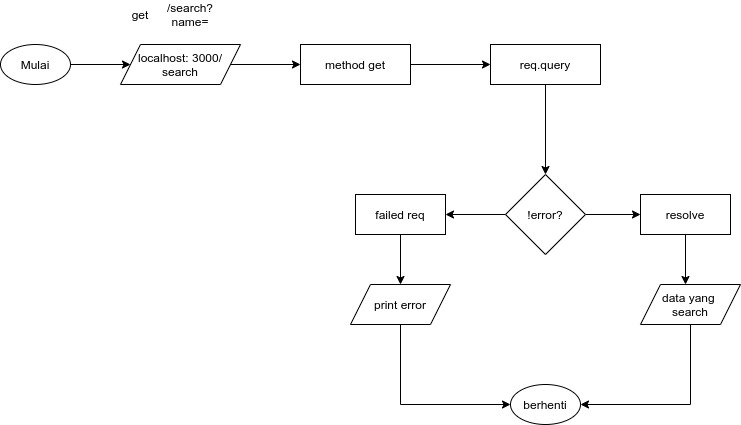 get
/search?
name=
Mulai
localhost: 3000/
search
method get
req.query
failed req
!error?
resolve
print error
data yang
search
berhenti